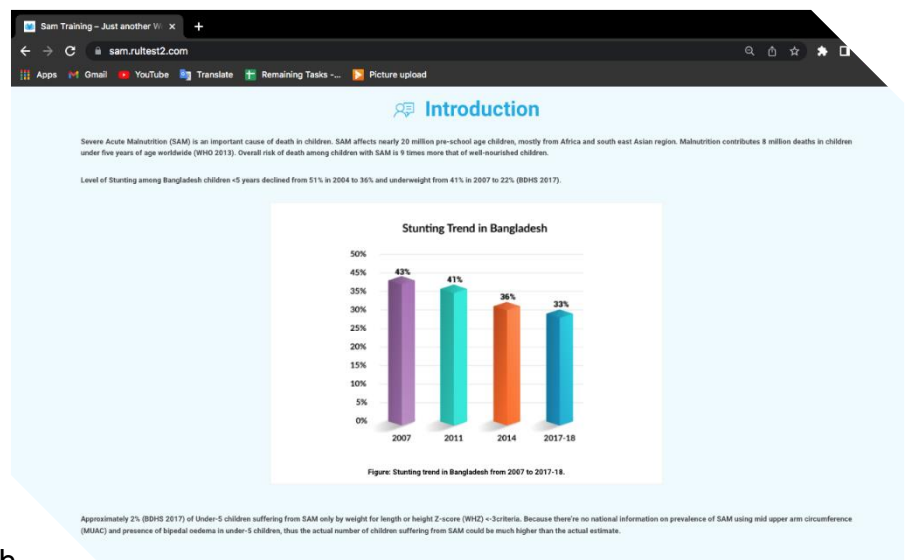 Sam Training – Just another W
sam.rultest2.com
Apps Gmail YouTube Translate Remaining Tasks -... Picture upload
Introduction
Severe Acute Malnutrition (SAM) is an important cause of death in children. SAM affects nearly 20 million pre-school age children, mostly from Africa and south east Asian region. Malnutrition contributes 8 million deaths in children
under five years of age worldwide (WHO 2013). Overall risk of death among children with SAM is 9 times more that of well-nourished children.
Level of Stunting among Bangladesh children <5 years declined from 51% in 2004 to 36% and underweight from 41% in 2007 to 22% (BDHS 2017).
Stunting Trend in Bangladesh
50%
45%
35%
30%
25%
20%
15%
10%
5%
0%
43% 41% 36% 33%
2007 2011 2014 2017-18
Figure: Stunting trend in Bangladesh from 2007 to 2017-18.
Approximately 2% (BDHS 2017) of Under-5 children suffering from SAM only by weight for length or height Z-score (WHZ) <-3criteria. Because there're no national information on prevalence of SAM using mid upper arm circumference
(MUAC) and presence of bipedal oedema in under-5 children, thus the actual number of children suffering from SAM could be much higher than the actual estimate.